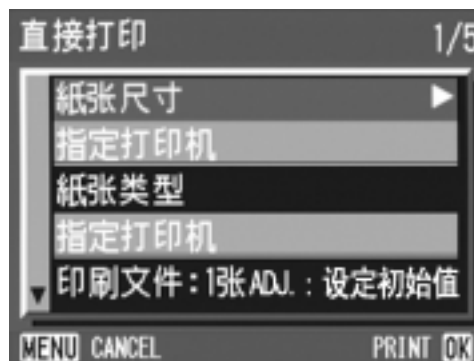 直接打印 1/5
紙张尺寸
指定打印机
紙张类型
指定打印机
印刷文件:1张 ADJ.:设定初始值
MENU CANCEL PRINT OK